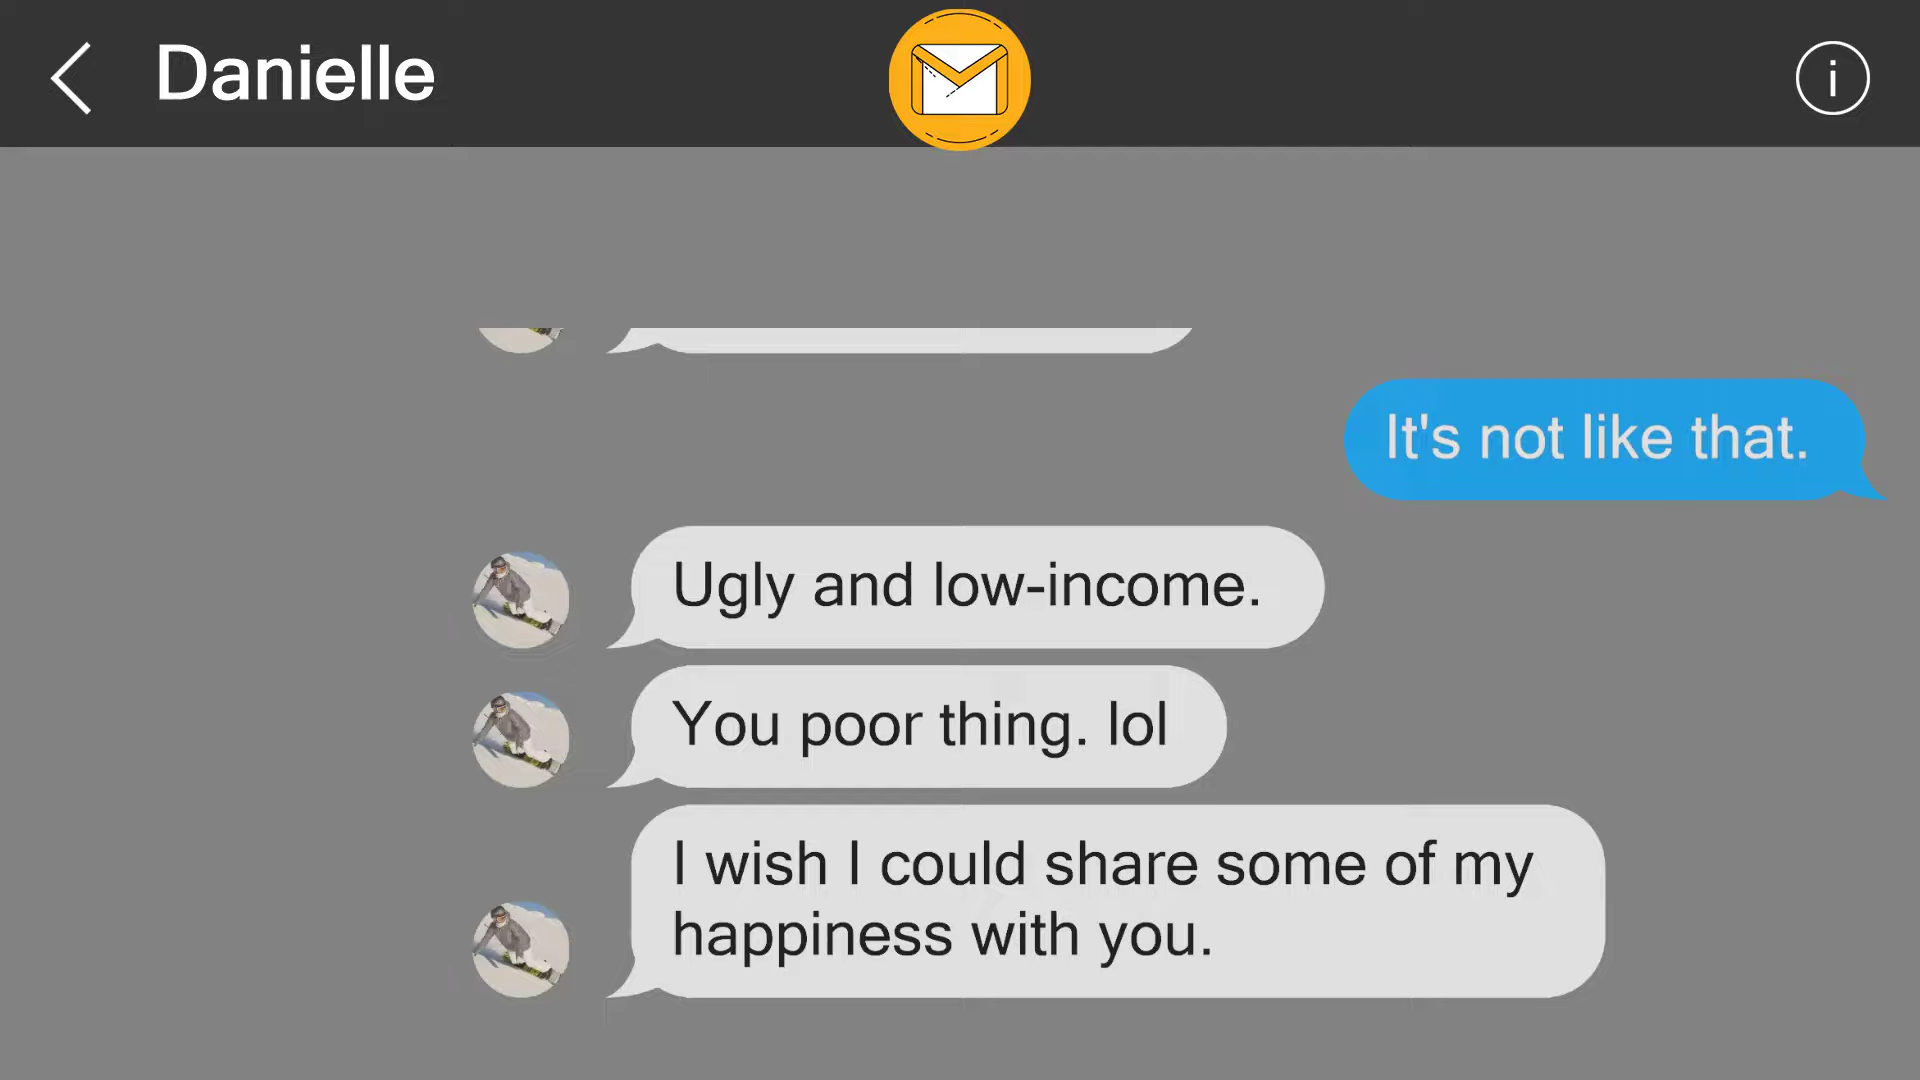 Danielle
It's not like that.
Ugly and low-income.
You poor thing. lol
I wish I could share some of my
happiness with you.